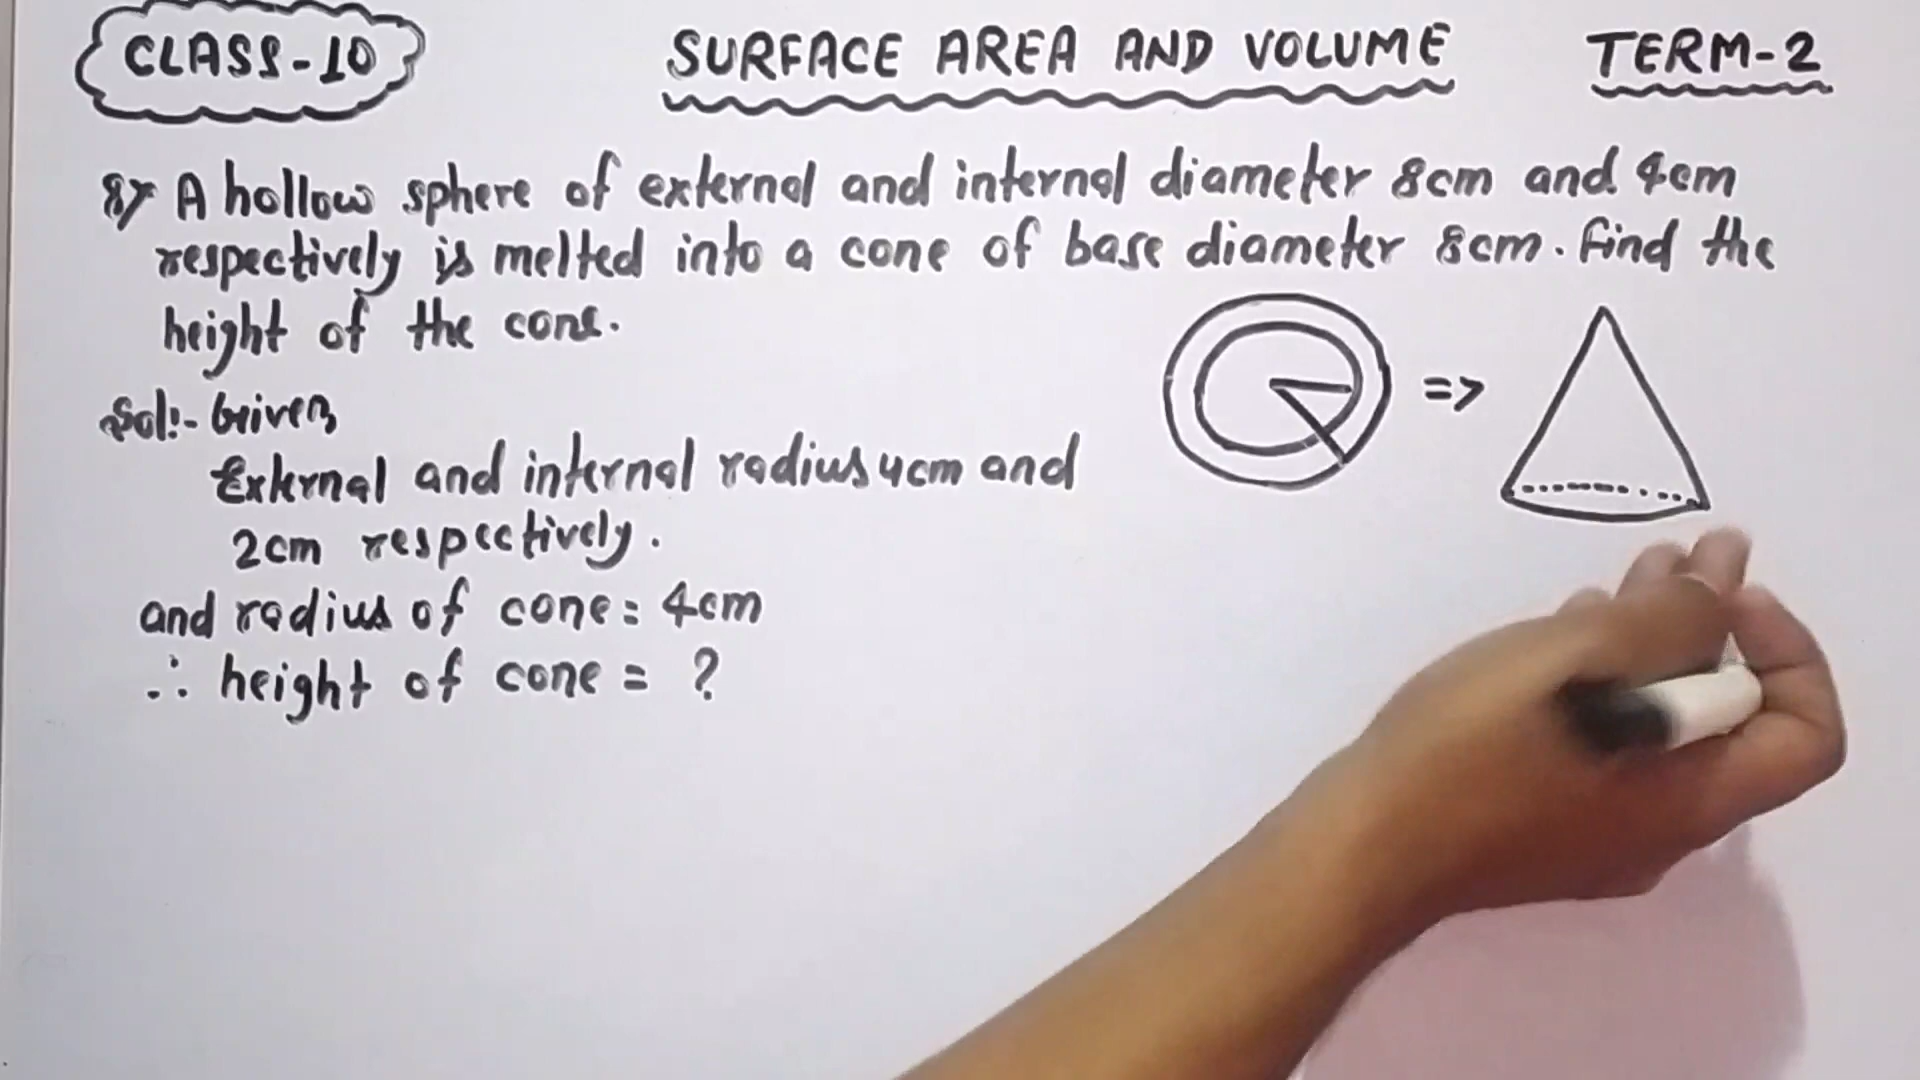 CLASS-10
SURFACE AREA AND VOLUME
TERM-2
8) A hollow sphere of external and internal diameter 8cm and 4cm
respectively is melted into a cone of base diameter 8cm. Find the
height of the cone.
Sol:- Given
External and internal radius 4cm and
2cm respectively.
and radius of cone = 4cm
∴ height of cone = ?
=>